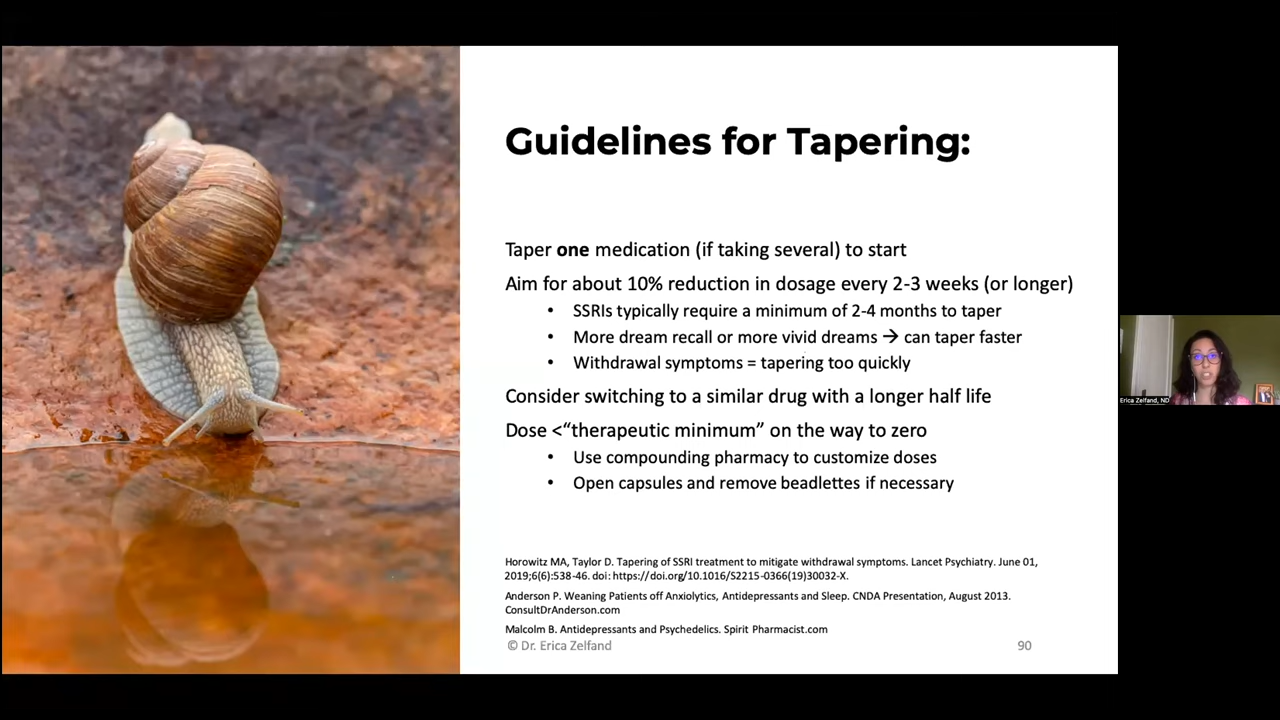 Guidelines for Tapering:
Taper one medication (if taking several) to start
Aim for about 10% reduction in dosage every 2-3 weeks (or longer)
• SSRIs typically require a minimum of 2-4 months to taper
• More dream recall or more vivid dreams → can taper faster
• Withdrawal symptoms = tapering too quickly
Consider switching to a similar drug with a longer half life
Dose <“therapeutic minimum” on the way to zero
• Use compounding pharmacy to customize doses
• Open capsules and remove beadlettes if necessary
Horowitz MA, Taylor D. Tapering of SSRI treatment to mitigate withdrawal symptoms. Lancet Psychiatry. June 01,
2019;6(6):538-46. doi: https://doi.org/10.1016/S2215-0366(19)30032-X.
Anderson P. Weaning Patients off Anxiolytics, Antidepressants and Sleep. CNDA Presentation, August 2013.
ConsultDrAnderson.com
Malcolm B. Antidepressants and Psychedelics. Spirit Pharmacist.com
© Dr. Erica Zelfand 90
Erica Zelfand, ND